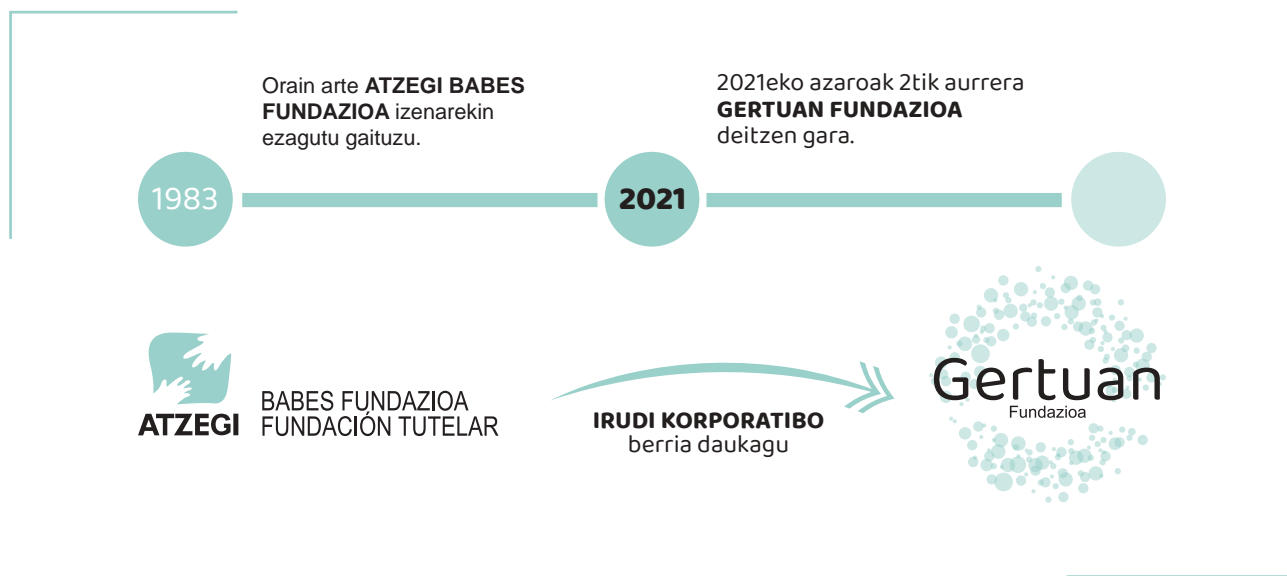 Orain arte ATZEGI BABES
FUNDAZIOA izenarekin
ezagutu gaituzu.
2021eko azaroak 2tik aurrera
GERTUAN FUNDAZIOA
deitzen gara.
1983
2021
ATZEGI
BABES FUNDAZIOA
FUNDACIÓN TUTELAR
IRUDI KORPORATIBO
berria daukagu
Gertuan
Fundazioa